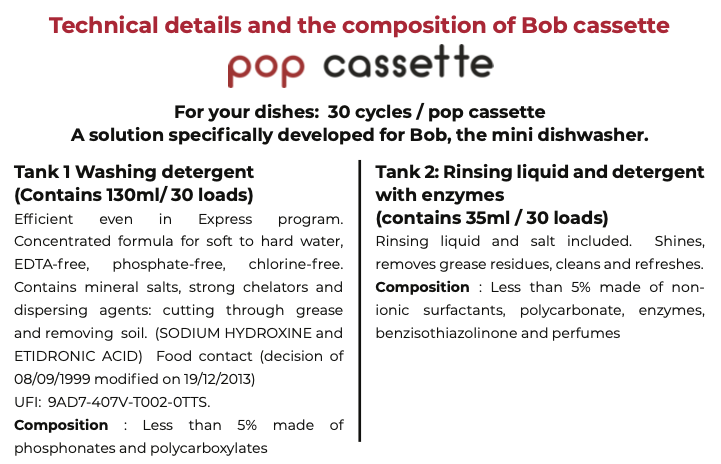 Technical details and the composition of Bob cassette
pop cassette
For your dishes: 30 cycles / pop cassette
A solution specifically developed for Bob, the mini dishwasher.
Tank 1 Washing detergent
(Contains 130ml/ 30 loads)
Efficient even in Express program.
Concentrated formula for soft to hard water,
EDTA-free, phosphate-free, chlorine-free.
Contains mineral salts, strong chelators and
dispersing agents: cutting through grease
and removing soil. (SODIUM HYDROXINE and
ETIDRONIC ACID) Food contact (decision of
08/09/1999 modified on 19/12/2013)
UFI: 9AD7-407V-T002-0TTS.
Composition : Less than 5% made of
phosphonates and polycarboxylates
Tank 2: Rinsing liquid and detergent
with enzymes
(contains 35ml / 30 loads)
Rinsing liquid and salt included. Shines,
removes grease residues, cleans and refreshes.
Composition : Less than 5% made of non-
ionic surfactants, polycarbonate, enzymes,
benzisothiazolinone and perfumes